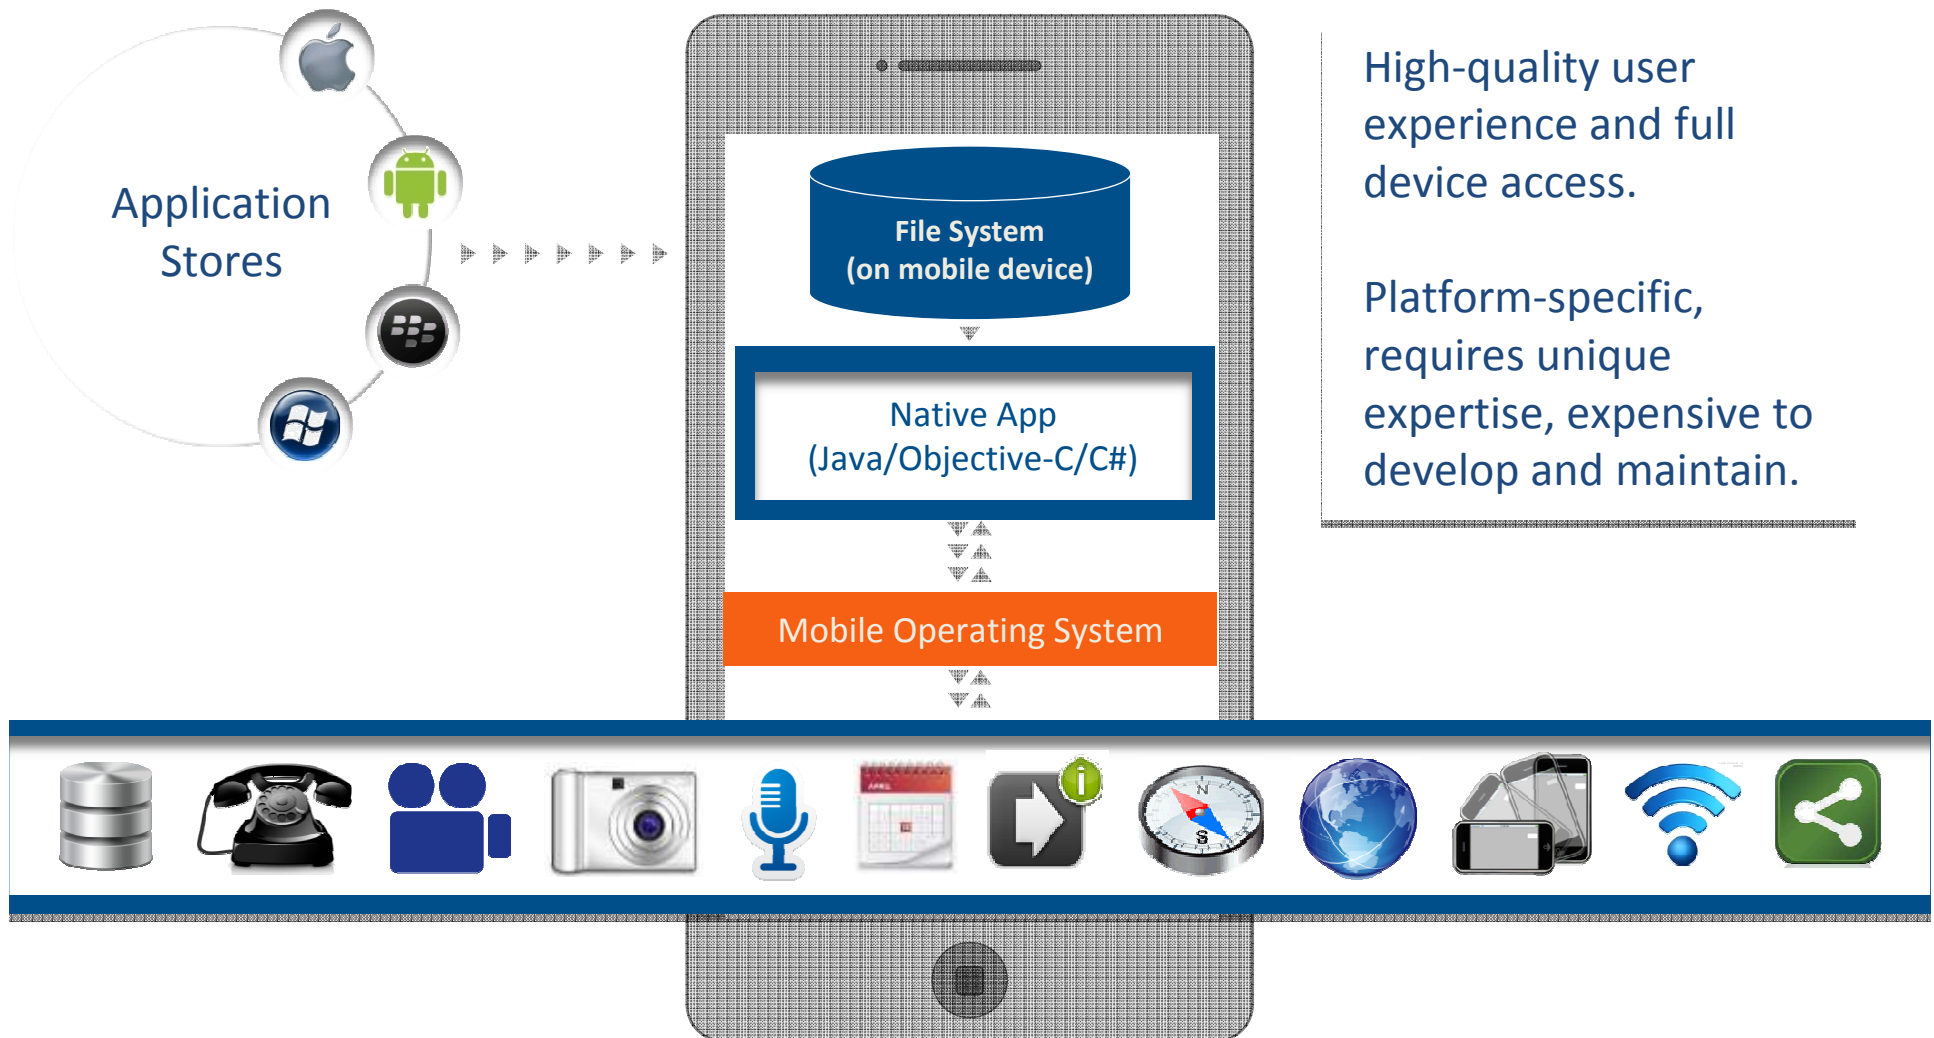 Application
Stores
File System
(on mobile device)
Native App
(Java/Objective-C/C#)
Mobile Operating System
High-quality user
experience and full
device access.
Platform-specific,
requires unique
expertise, expensive to
develop and maintain.
APRIL
i
N
S